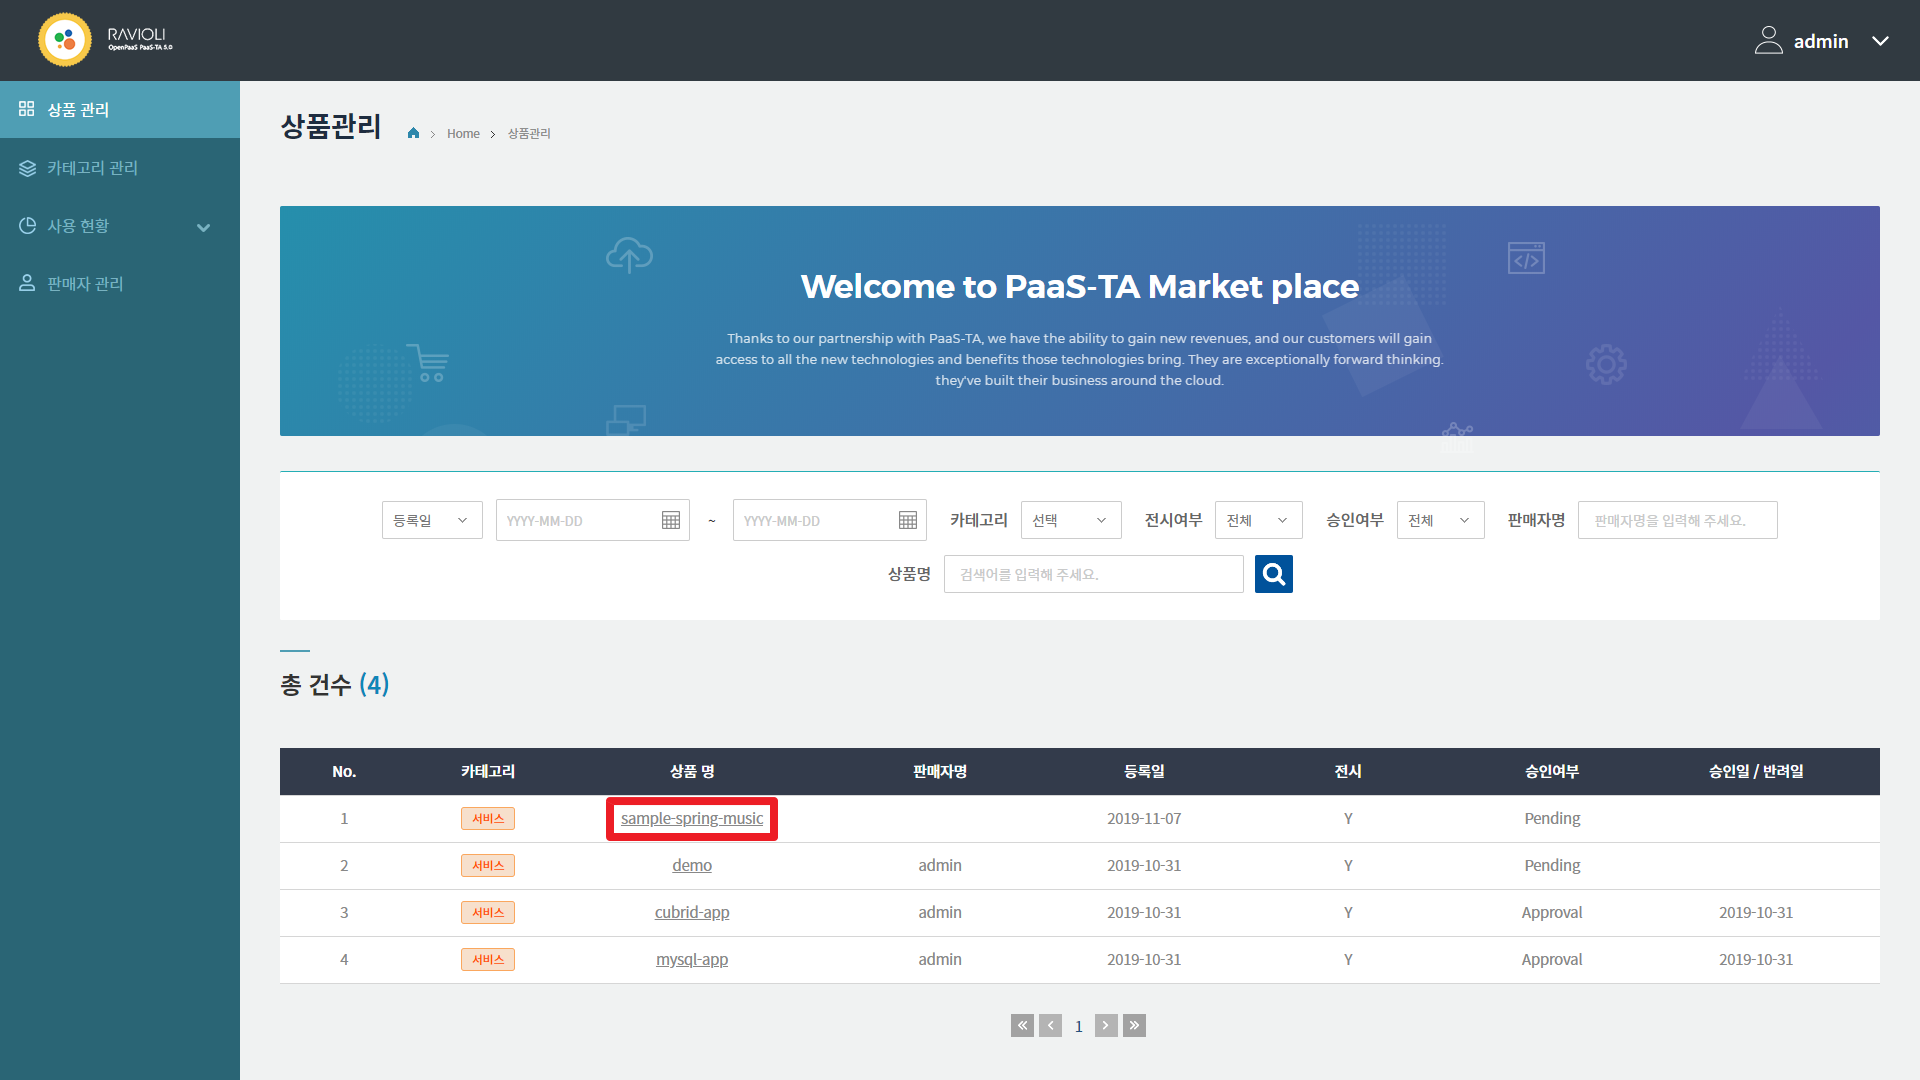 RAVIOLI
OpenPaaS PaaS-TA 5.0
admin
상품 관리
카테고리 관리
사용 현황
판매자 관리
상품관리
Home
상품관리
Welcome to PaaS-TA Market place
Thanks to our partnership with PaaS-TA, we have the ability to gain new revenues, and our customers will gain
access to all the new technologies and benefits those technologies bring. They are exceptionally forward thinking.
they've built their business around the cloud.
등록일 YYYY-MM-DD ~ YYYY-MM-DD 카테고리 선택 전시여부 전체 승인여부 전체 판매자명 판매자명을 입력해 주세요.
상품명 검색어를 입력해 주세요.
총 건수 (4)
No. 카테고리 상품 명 판매자명 등록일 전시 승인여부 승인일 / 반려일
1 서비스 sample-spring-music 2019-11-07 Y Pending
2 서비스 demo admin 2019-10-31 Y Pending
3 서비스 cubrid-app admin 2019-10-31 Y Approval 2019-10-31
4 서비스 mysql-app admin 2019-10-31 Y Approval 2019-10-31
1